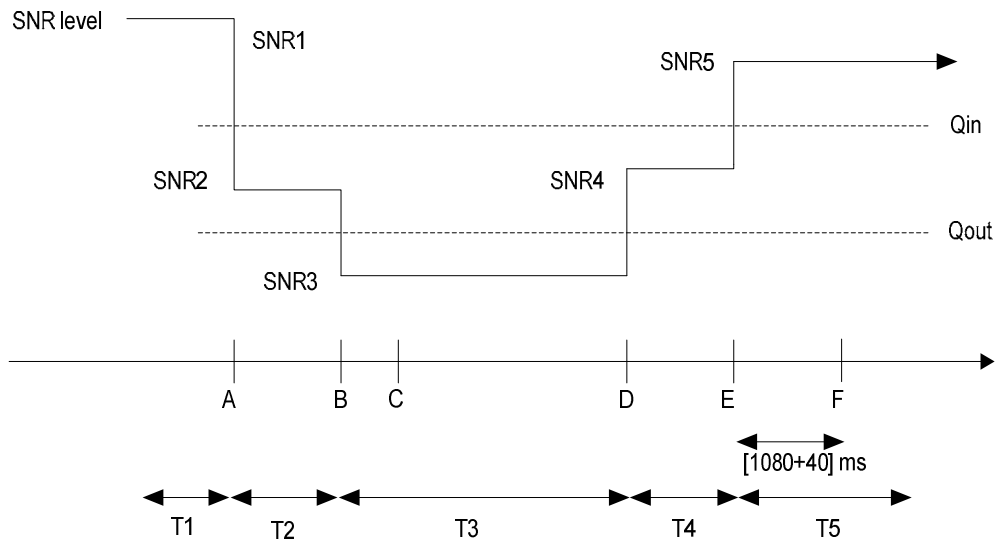 SNR level
SNR1
SNR5
Qin
SNR2
SNR4
Qout
SNR3
A B C D E F
[1080+40] ms
T1 T2 T3 T4 T5